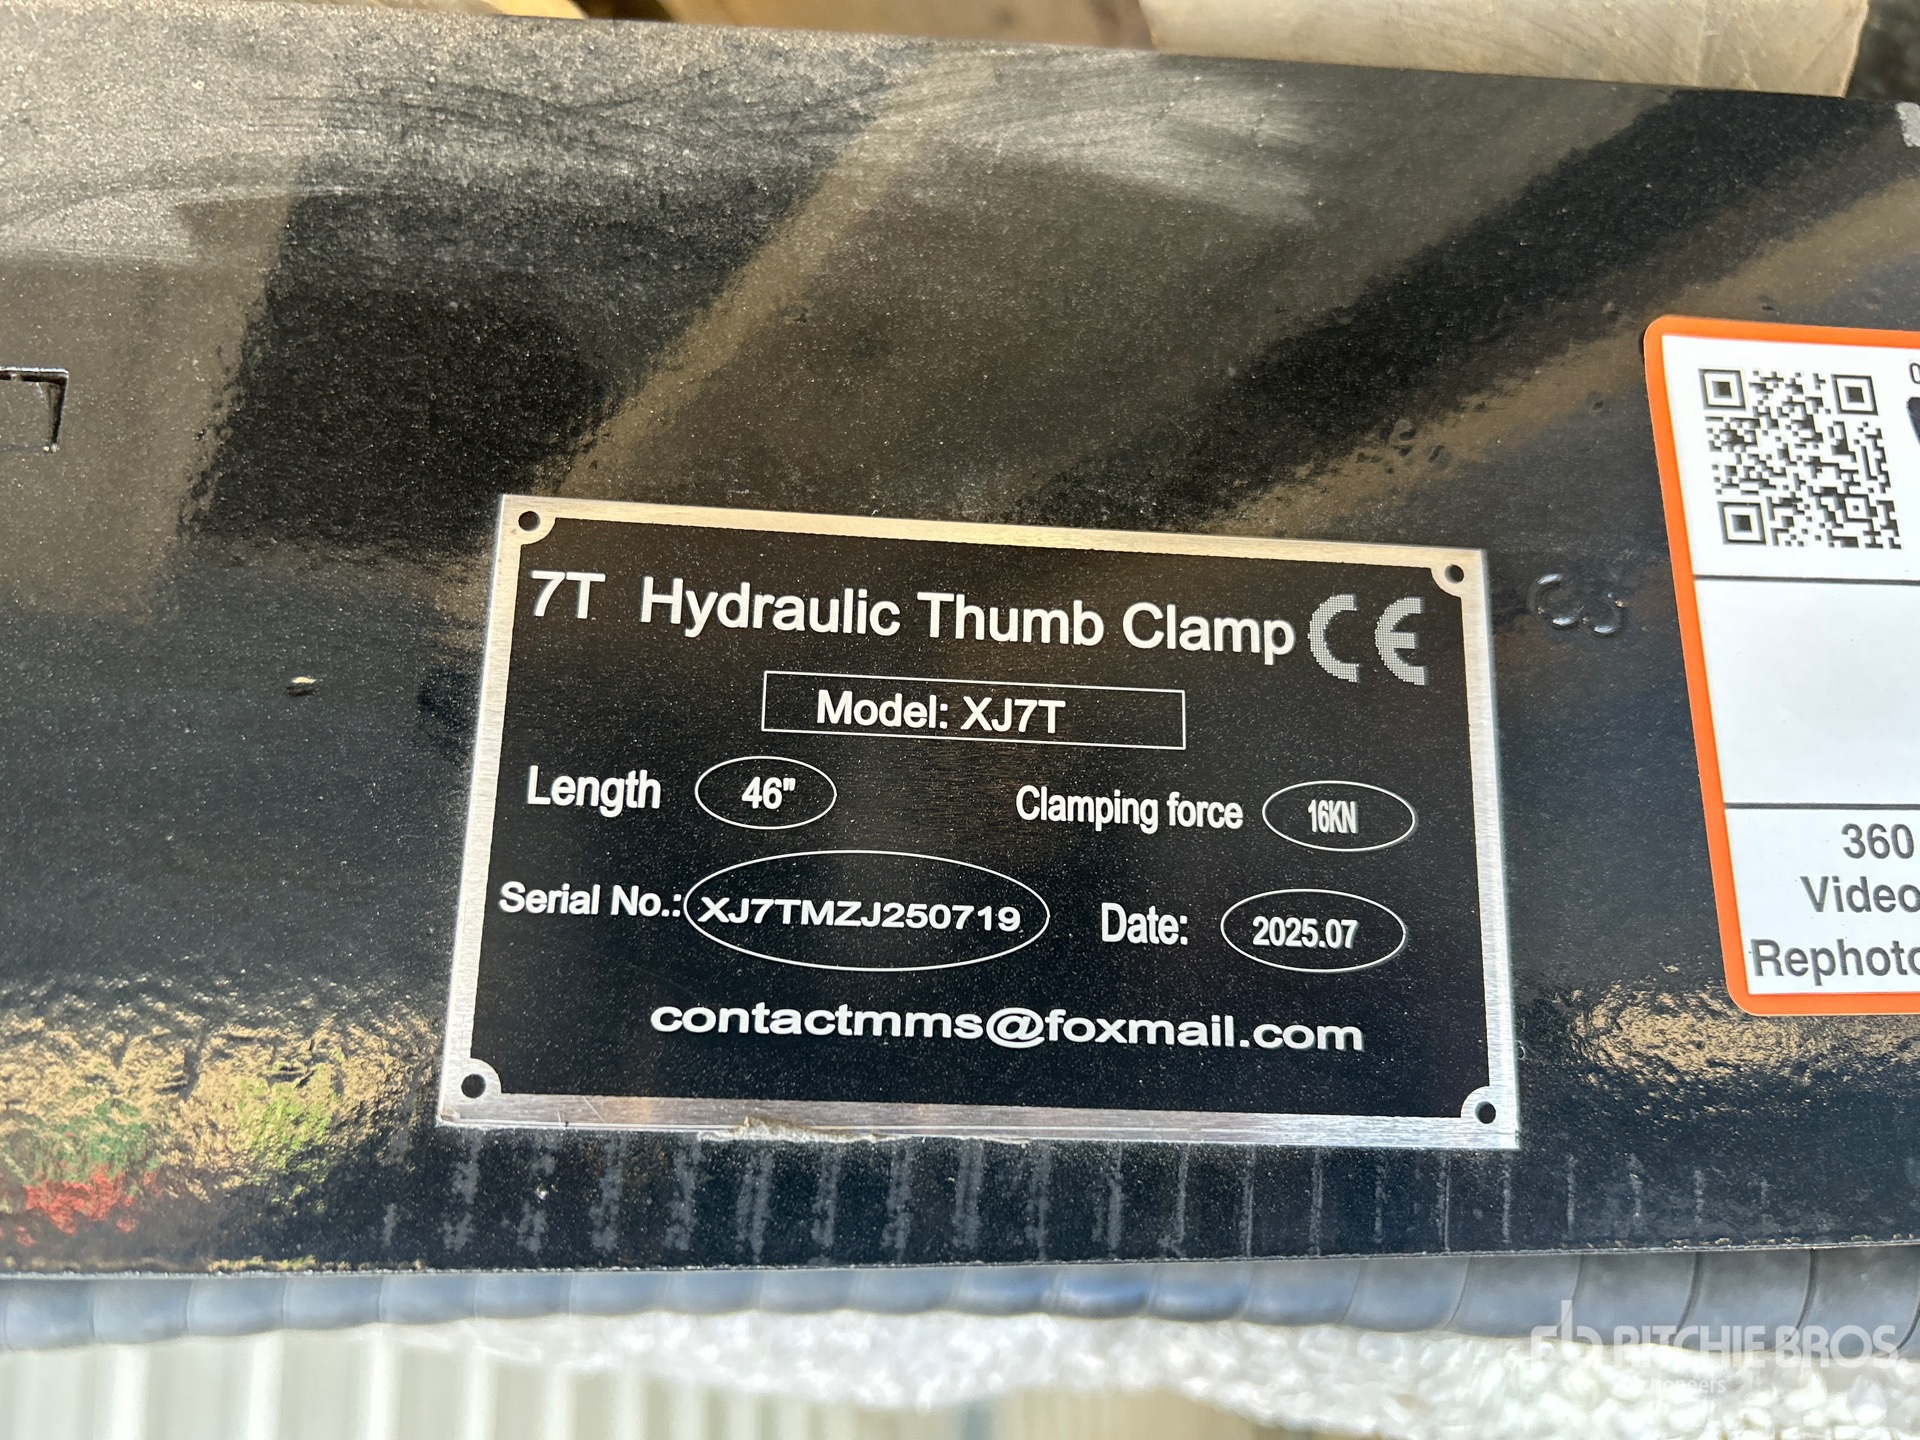 7T Hydraulic Thumb Clamp CE
Model: XJ7T
Length 46" Clamping force 16KN
Serial No.: XJ7TMZJ250719 Date: 2025.07
contactmms@foxmail.com
360
Video
Rephoto
RITCHIE BROS.
Auctioneers